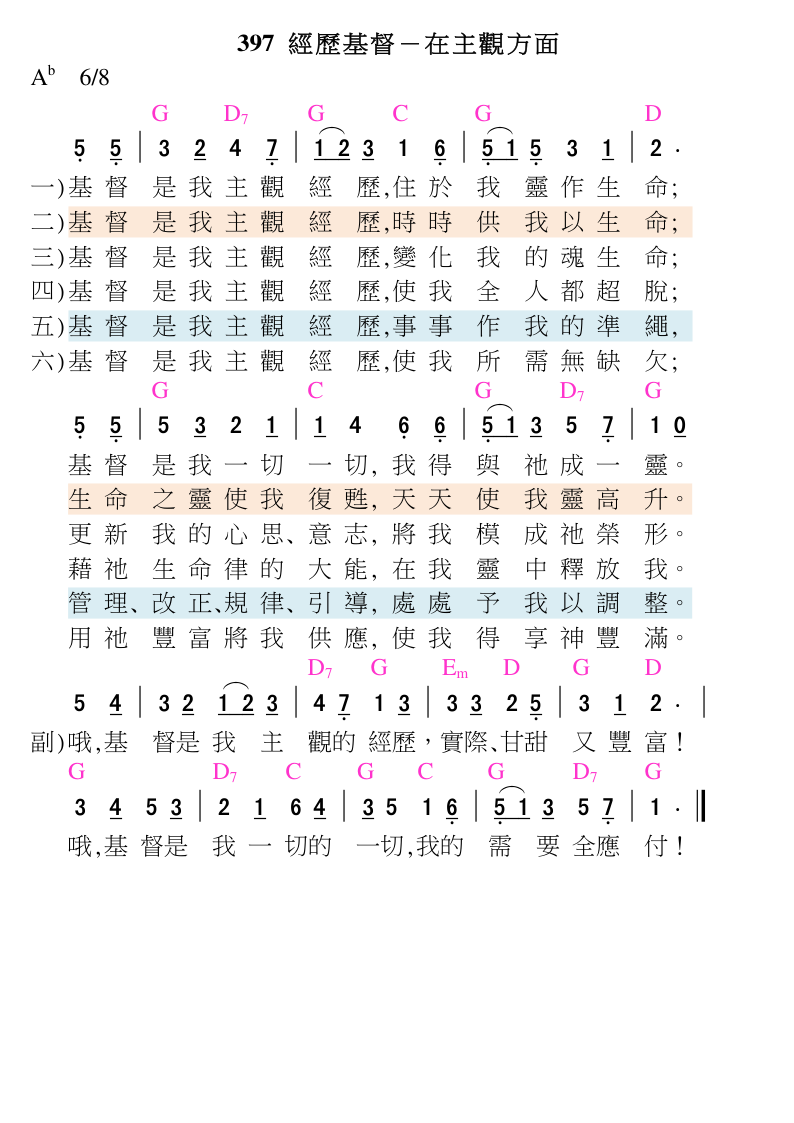 397 經歷基督－在主觀方面
A♭ 6/8
G D7 G C G D
5 5 | 3 2 4 7 | 1 2 3 1 6 | 5 1 5 3 1 | 2 ·
一)基督是我主觀經歷,住於我靈作生命;
二)基督是我主觀經歷,時時供我以生命;
三)基督是我主觀經歷,變化我的魂生命;
四)基督是我主觀經歷,使我全人都超脫;
五)基督是我主觀經歷,事事作我的準繩,
六)基督是我主觀經歷,使我所需無缺欠;
G C G D7 G
5 5 | 5 3 2 1 | 1 4 6 6 | 5 1 3 5 7 | 1 0
基督是我一切一切,我得與祂成一靈。
生命之靈使我復甦,天天使我靈高升。
更新我的心思、意志,將我模成祂榮形。
藉祂生命律的大能,在我靈中釋放我。
管理、改正、規律、引導,處處予我以調整。
用祂豐富將我供應,使我得享神豐滿。
D7 G Em D G D
5 4 | 3 2 1 2 3 | 4 7 1 3 | 3 3 2 5 | 3 1 2 · |
副)哦,基督是我主觀的經歷，實際、甘甜又豐富！
G D7 C G C G D7 G
3 4 5 3 | 2 1 6 4 | 3 5 1 6 | 5 1 3 5 7 | 1 · ‖
哦,基督是我一切的一切,我的需要全應付！